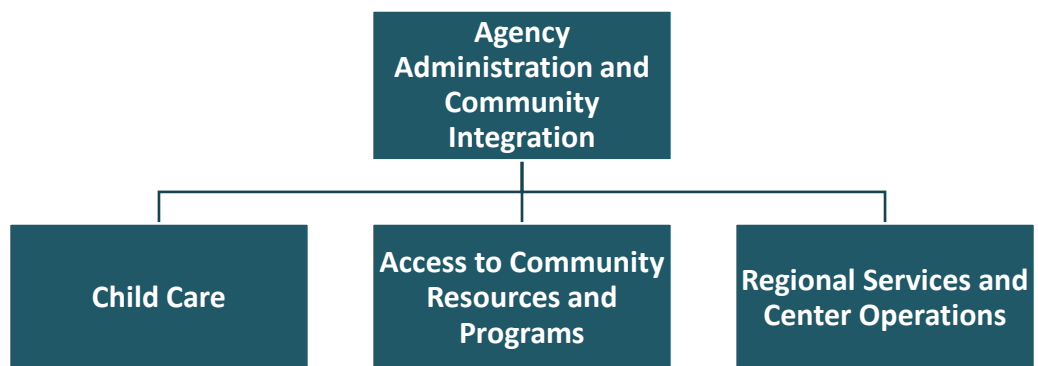 Agency
Administration and
Community
Integration
Child Care
Access to Community
Resources and
Programs
Regional Services and
Center Operations